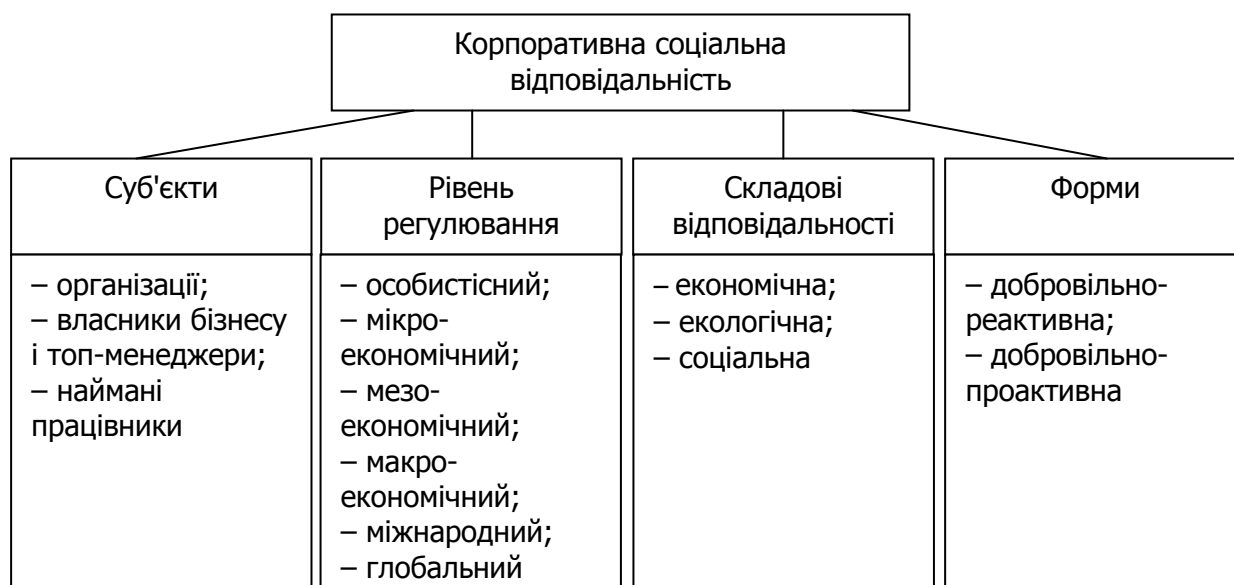 Корпоративна соціальна
відповідальність
Суб'єкти
– організації;
– власники бізнесу
і топ-менеджери;
– наймані
працівники
Рівень
регулювання
– особистісний;
– мікро-
економічний;
– мезо-
економічний;
– макро-
економічний;
– міжнародний;
– глобальний
Складові
відповідальності
– економічна;
– екологічна;
– соціальна
Форми
– добровільно-
реактивна;
– добровільно-
проактивна